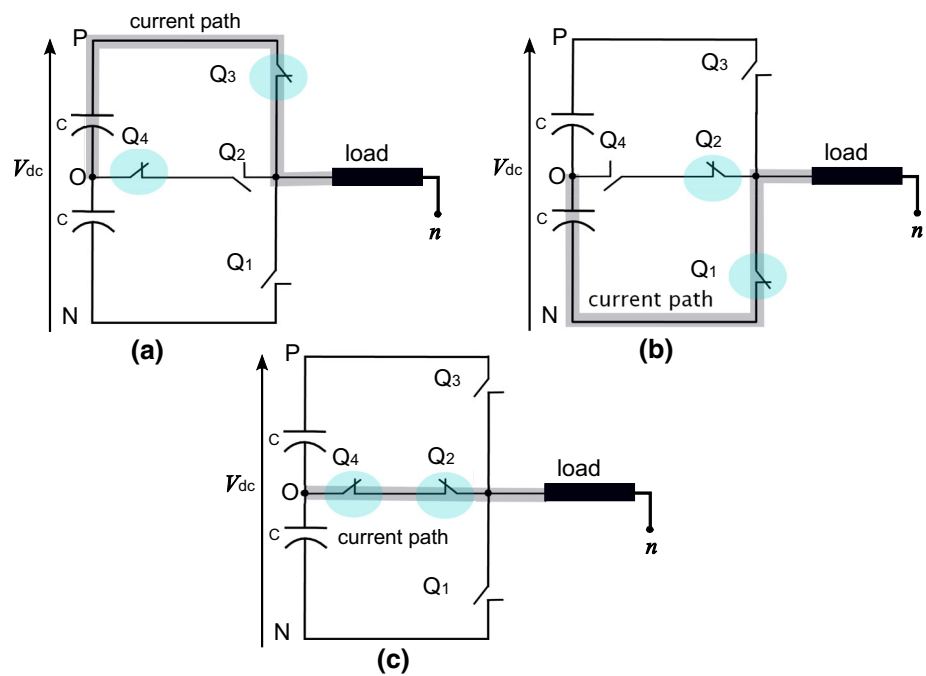 current path
P
Q3
C
Q4
Q2
load
Vdc
O
C
n
Q1
N
(a)
P
Q3
C
Q4
Q2
load
Vdc
O
C
n
Q1
current path
N
(b)
P
Q3
C
Q4
Q2
load
Vdc
O
C
current path
n
Q1
N
(c)